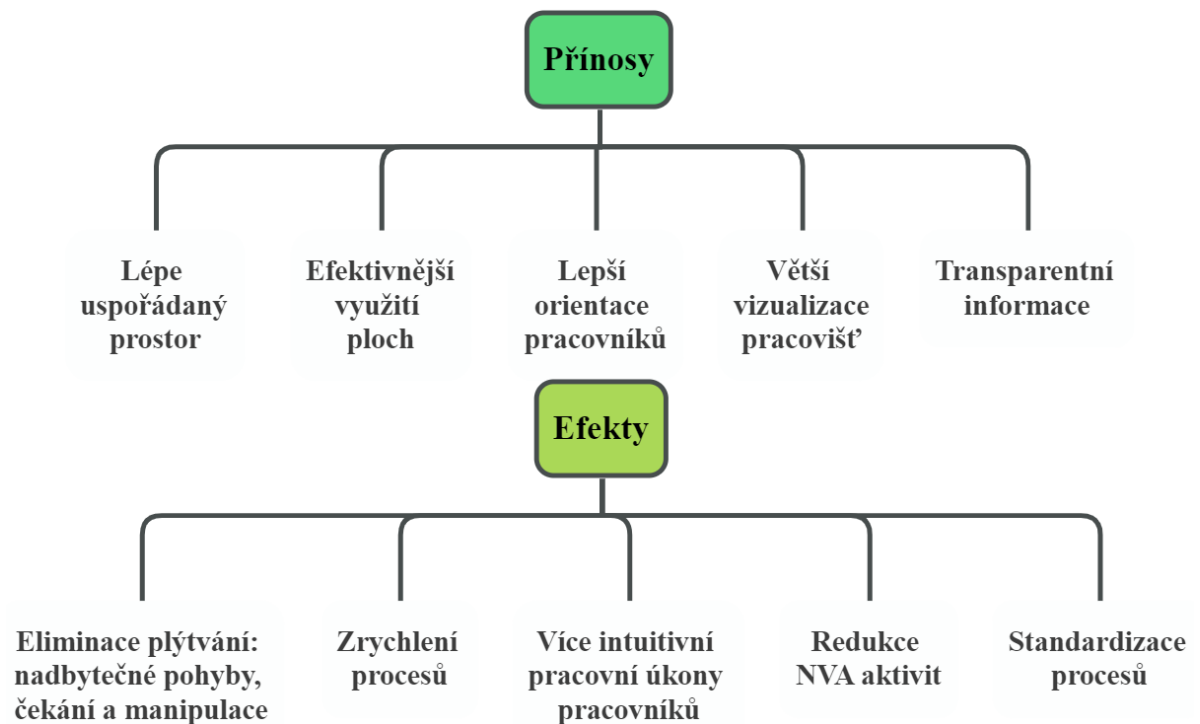 Přínosy
Lépe
uspořádaný
prostor
Efektivnější
využití
ploch
Lepší
orientace
pracovníků
Větší
vizualizace
pracovišť
Transparentní
informace
Efekty
Eliminace plýtvání:
nadbytečné pohyby,
čekání a manipulace
Zrychlení
procesů
Více intuitivní
pracovní úkony
pracovníků
Redukce
NVA aktivit
Standardizace
procesů